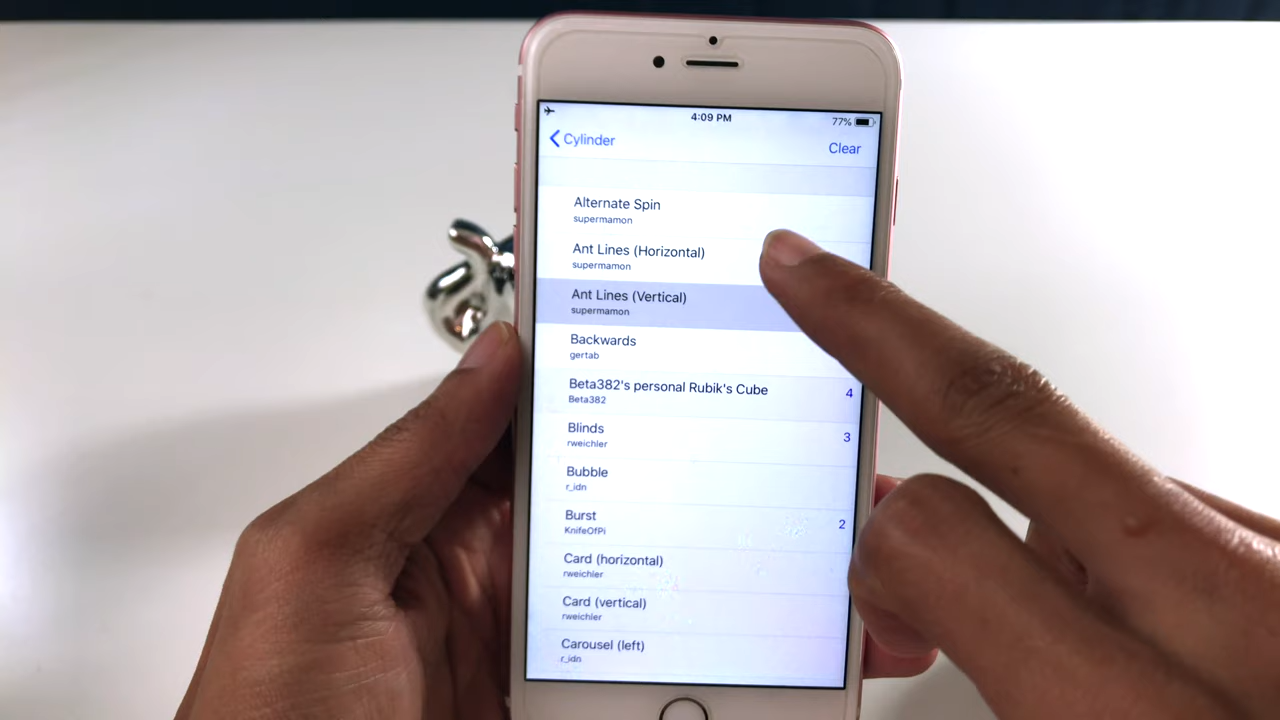 4:09 PM
77%
Cylinder
Clear
Alternate Spin
supermamon
Ant Lines (Horizontal)
supermamon
Ant Lines (Vertical)
supermamon
Backwards
gertab
Beta382's personal Rubik's Cube
4
Beta382
Blinds
3
rweichler
Bubble
r_idn
Burst
2
KnifeOfPi
Card (horizontal)
rweichler
Card (vertical)
rweichler
Carousel (left)
r_idn